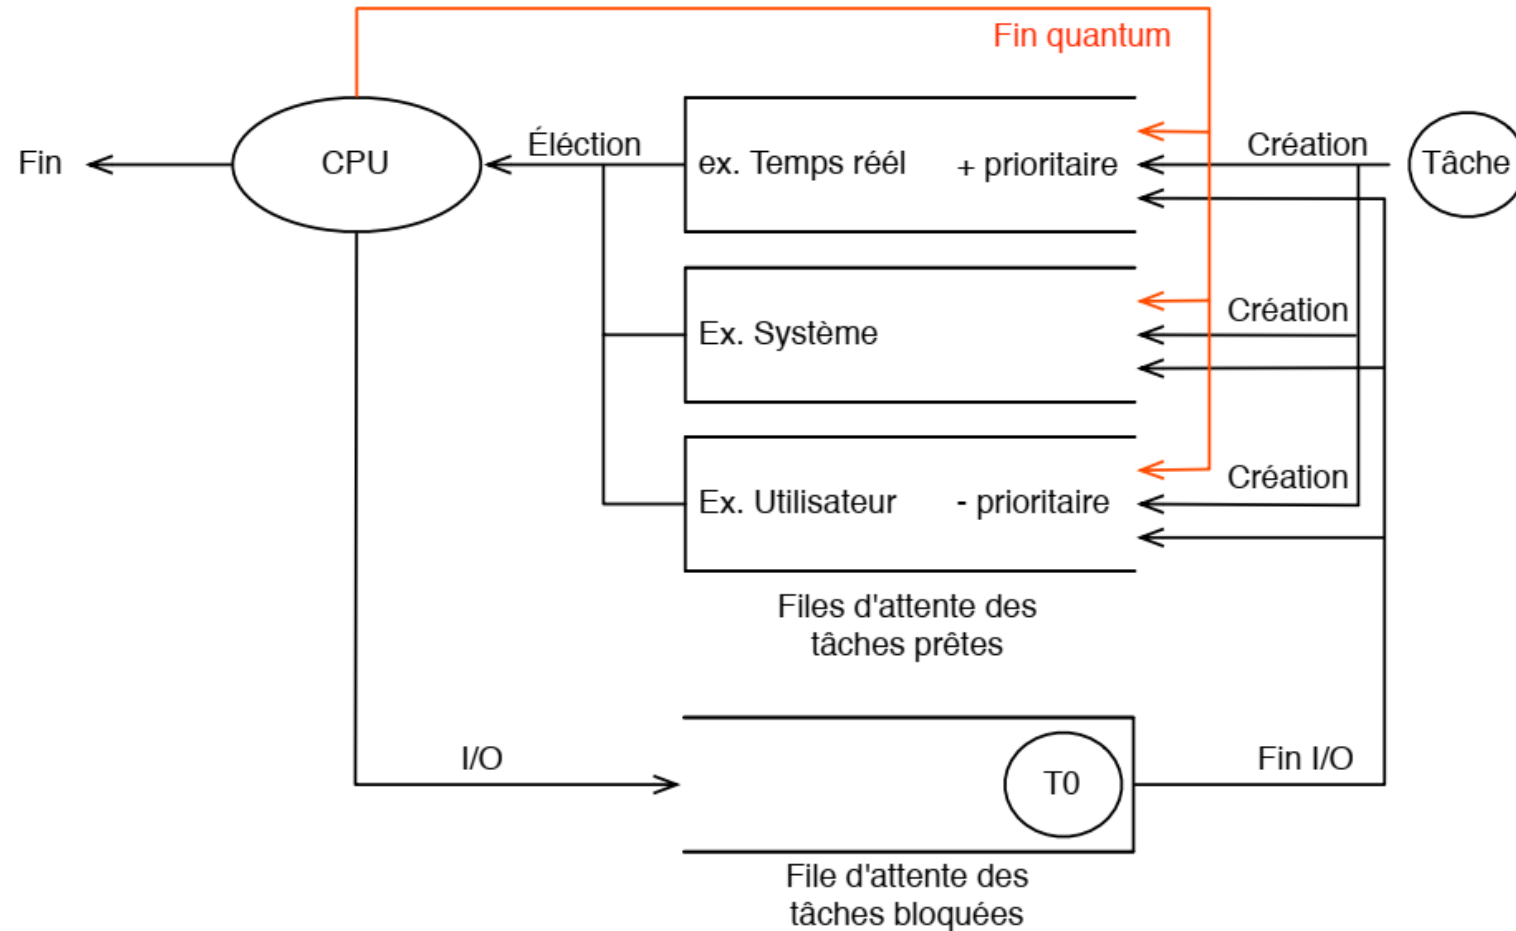 Fin quantum
Fin
CPU
Éléction
ex. Temps réél
+ prioritaire
Création
Tâche
Ex. Système
Création
Ex. Utilisateur
- prioritaire
Création
Files d'attente des
tâches prêtes
I/O
T0
Fin I/O
File d'attente des
tâches bloquées